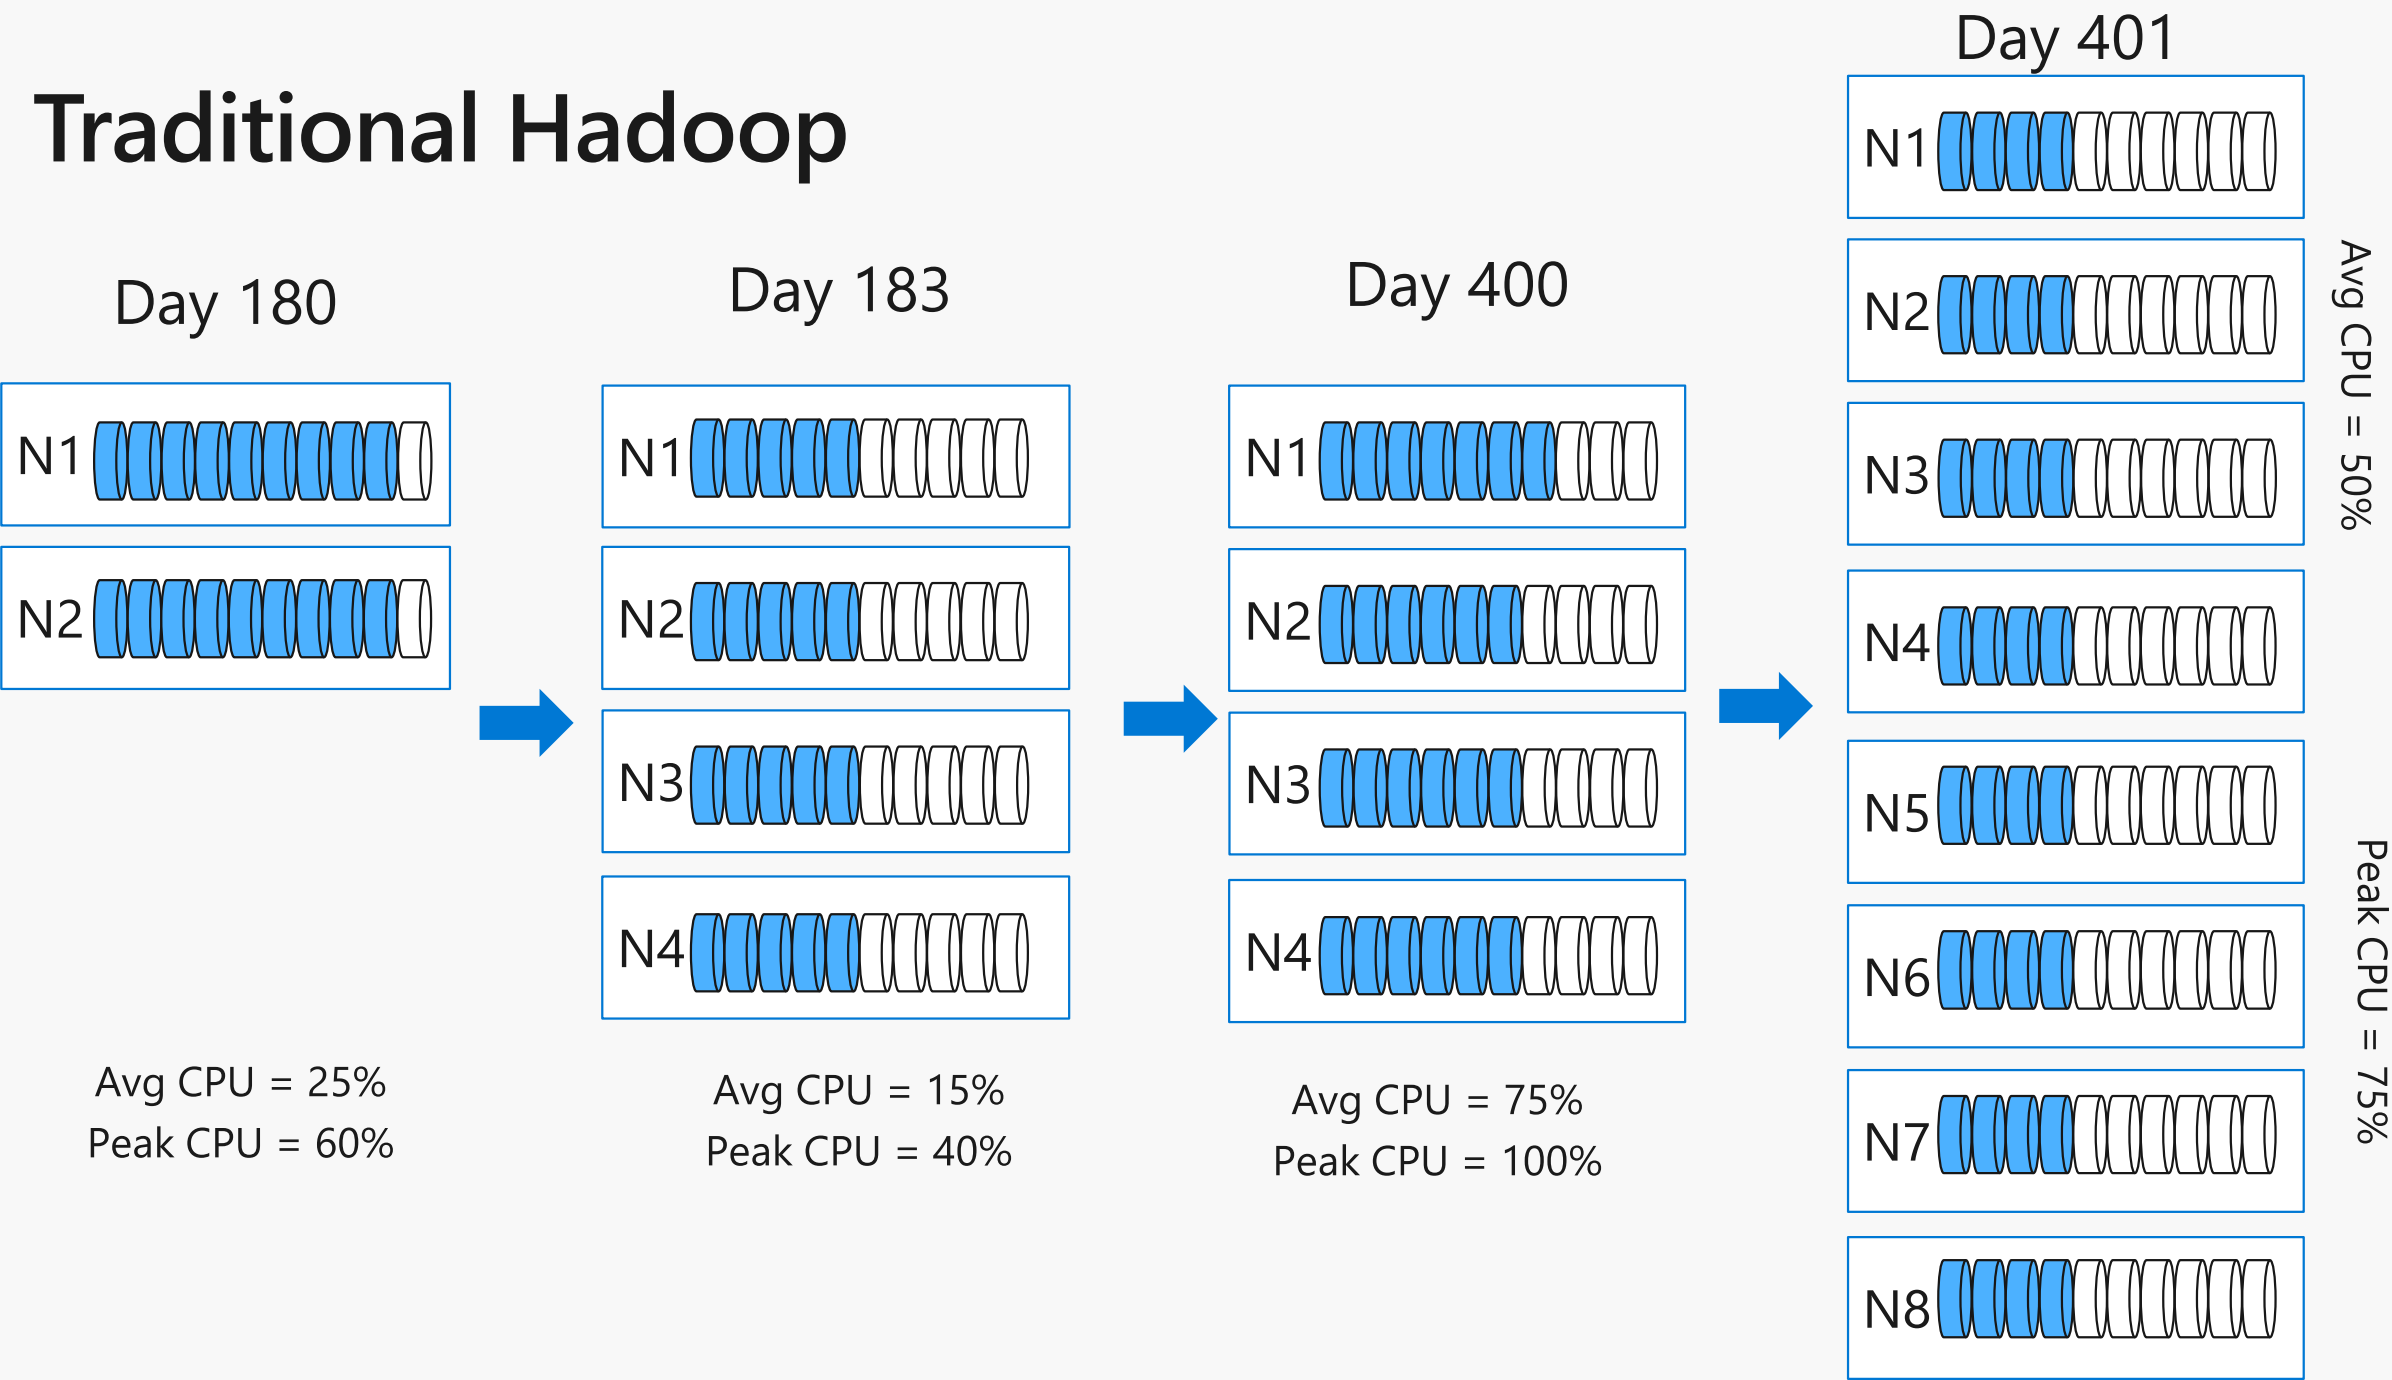 Traditional Hadoop
Day 180
N1
N2
Avg CPU = 25%
Peak CPU = 60%
Day 183
N1
N2
N3
N4
Avg CPU = 15%
Peak CPU = 40%
Day 400
N1
N2
N3
N4
Avg CPU = 75%
Peak CPU = 100%
Day 401
N1
N2
N3
N4
N5
N6
N7
N8
Avg CPU = 50%
Peak CPU = 75%